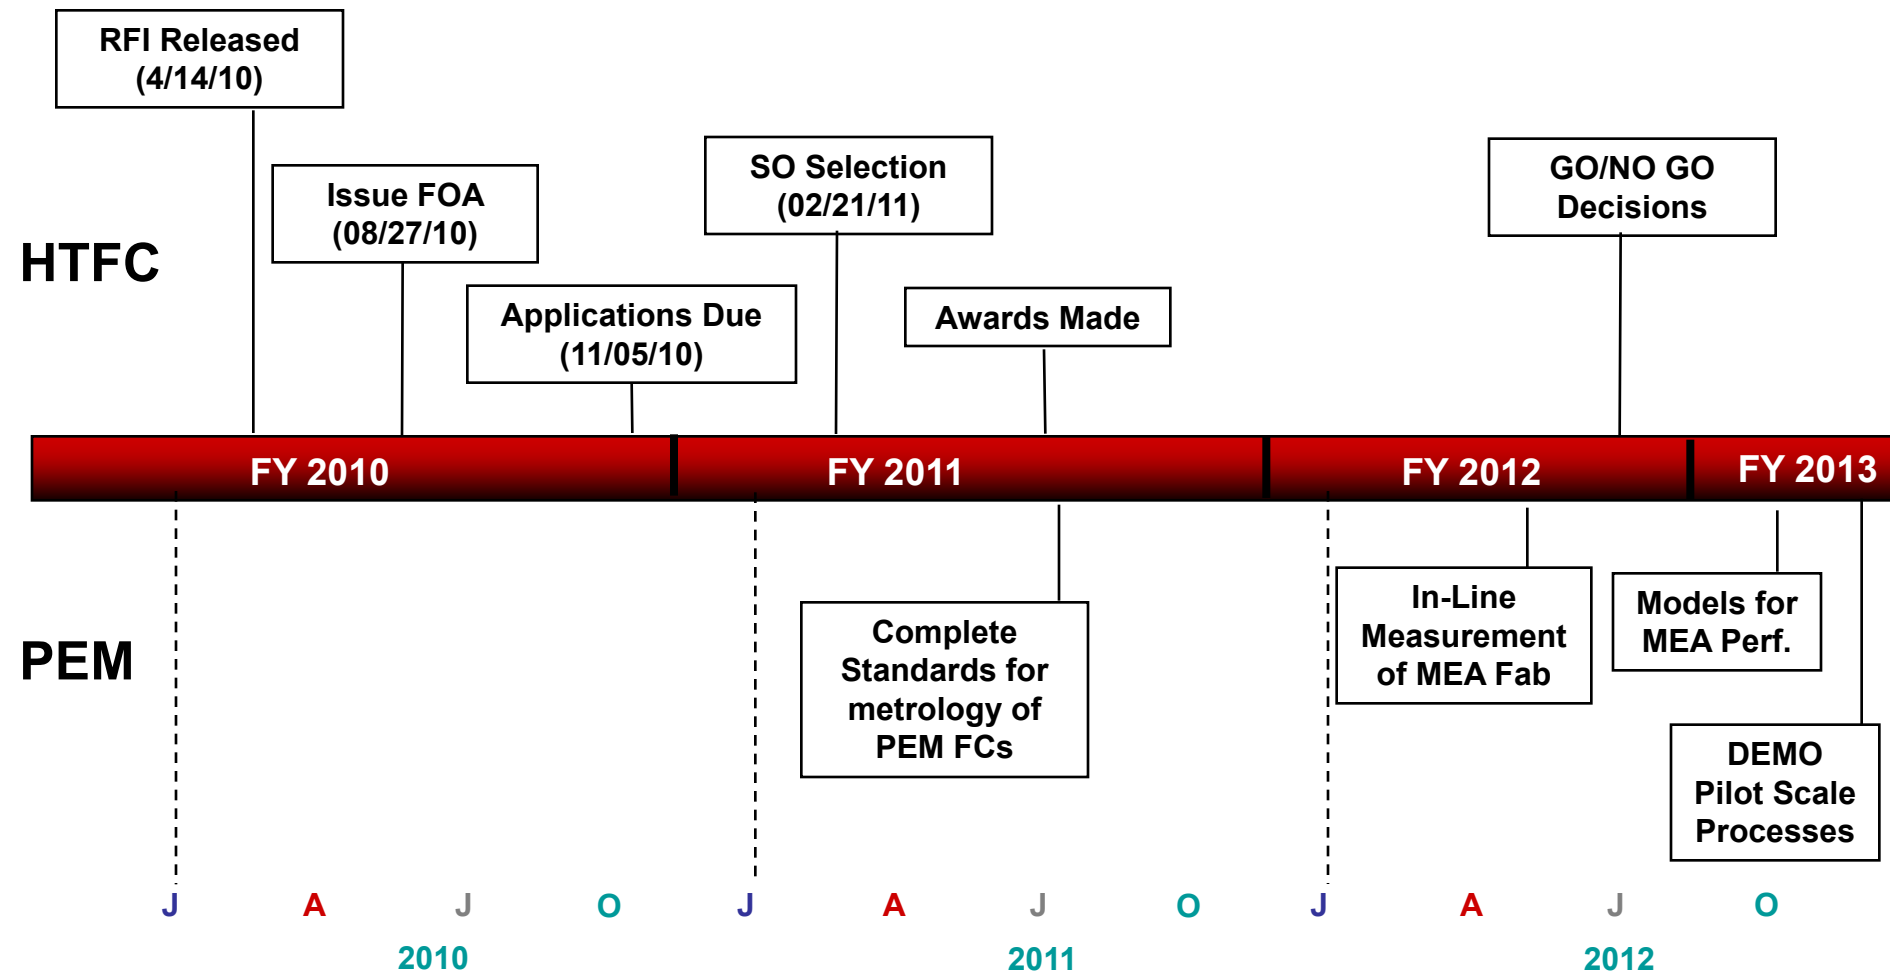 RFI Released
(4/14/10)
Issue FOA
(08/27/10)
Applications Due
(11/05/10)
SO Selection
(02/21/11)
Awards Made
GO/NO GO
Decisions
HTFC
FY 2010
FY 2011
FY 2012
FY 2013
PEM
Complete
Standards for
metrology of
PEM FCs
In-Line
Measurement
of MEA Fab
Models for
MEA Perf.
DEMO
Pilot Scale
Processes
J A J O J A J O J A J O
2010 2011 2012